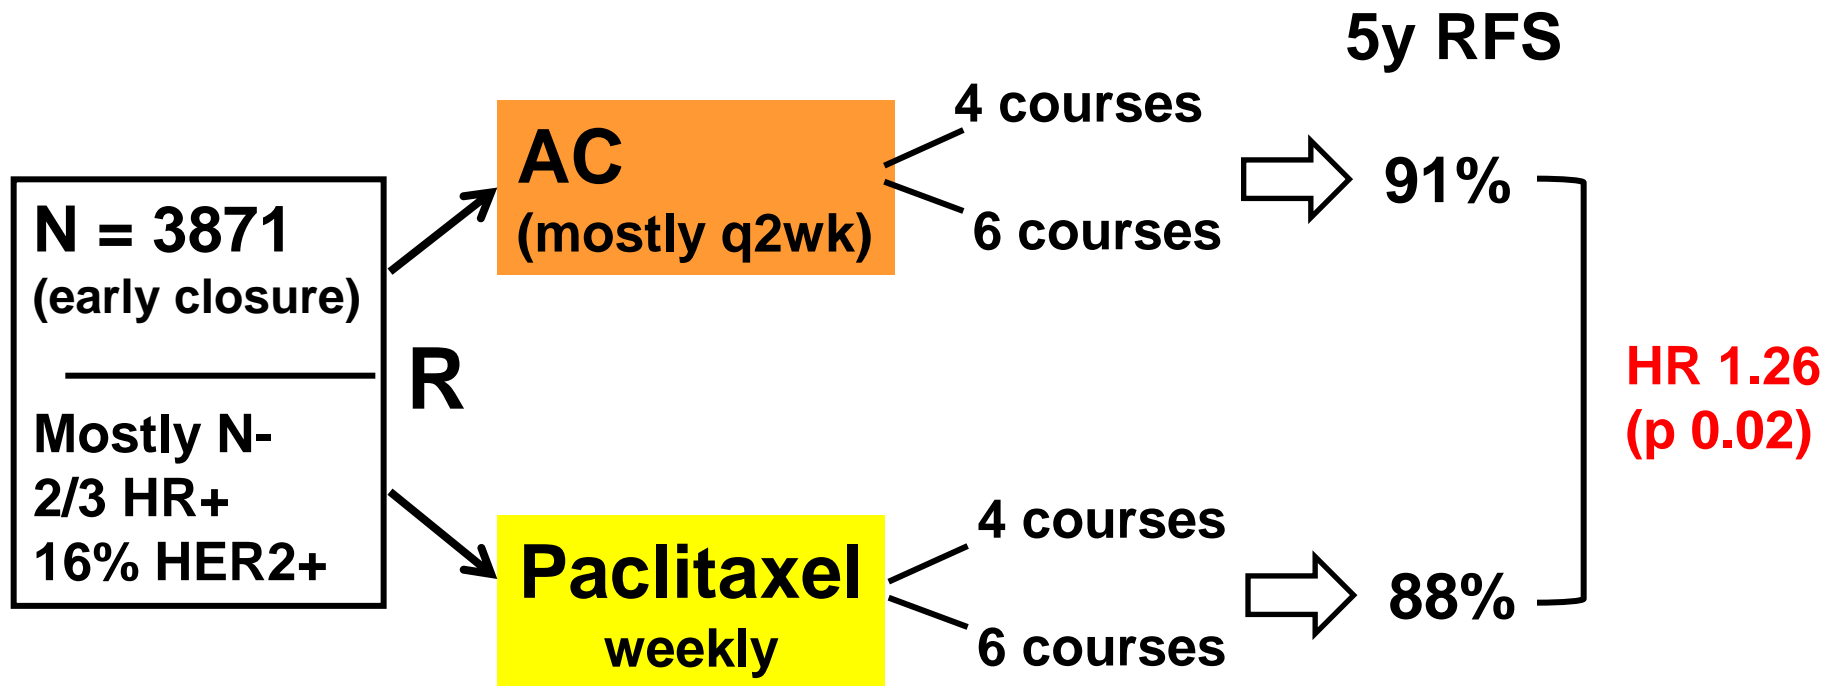 N = 3871
(early closure)
Mostly N-
2/3 HR+
16% HER2+
R
AC
(mostly q2wk)
4 courses
6 courses
Paclitaxel
weekly
4 courses
6 courses
5y RFS
91%
88%
HR 1.26
(p 0.02)